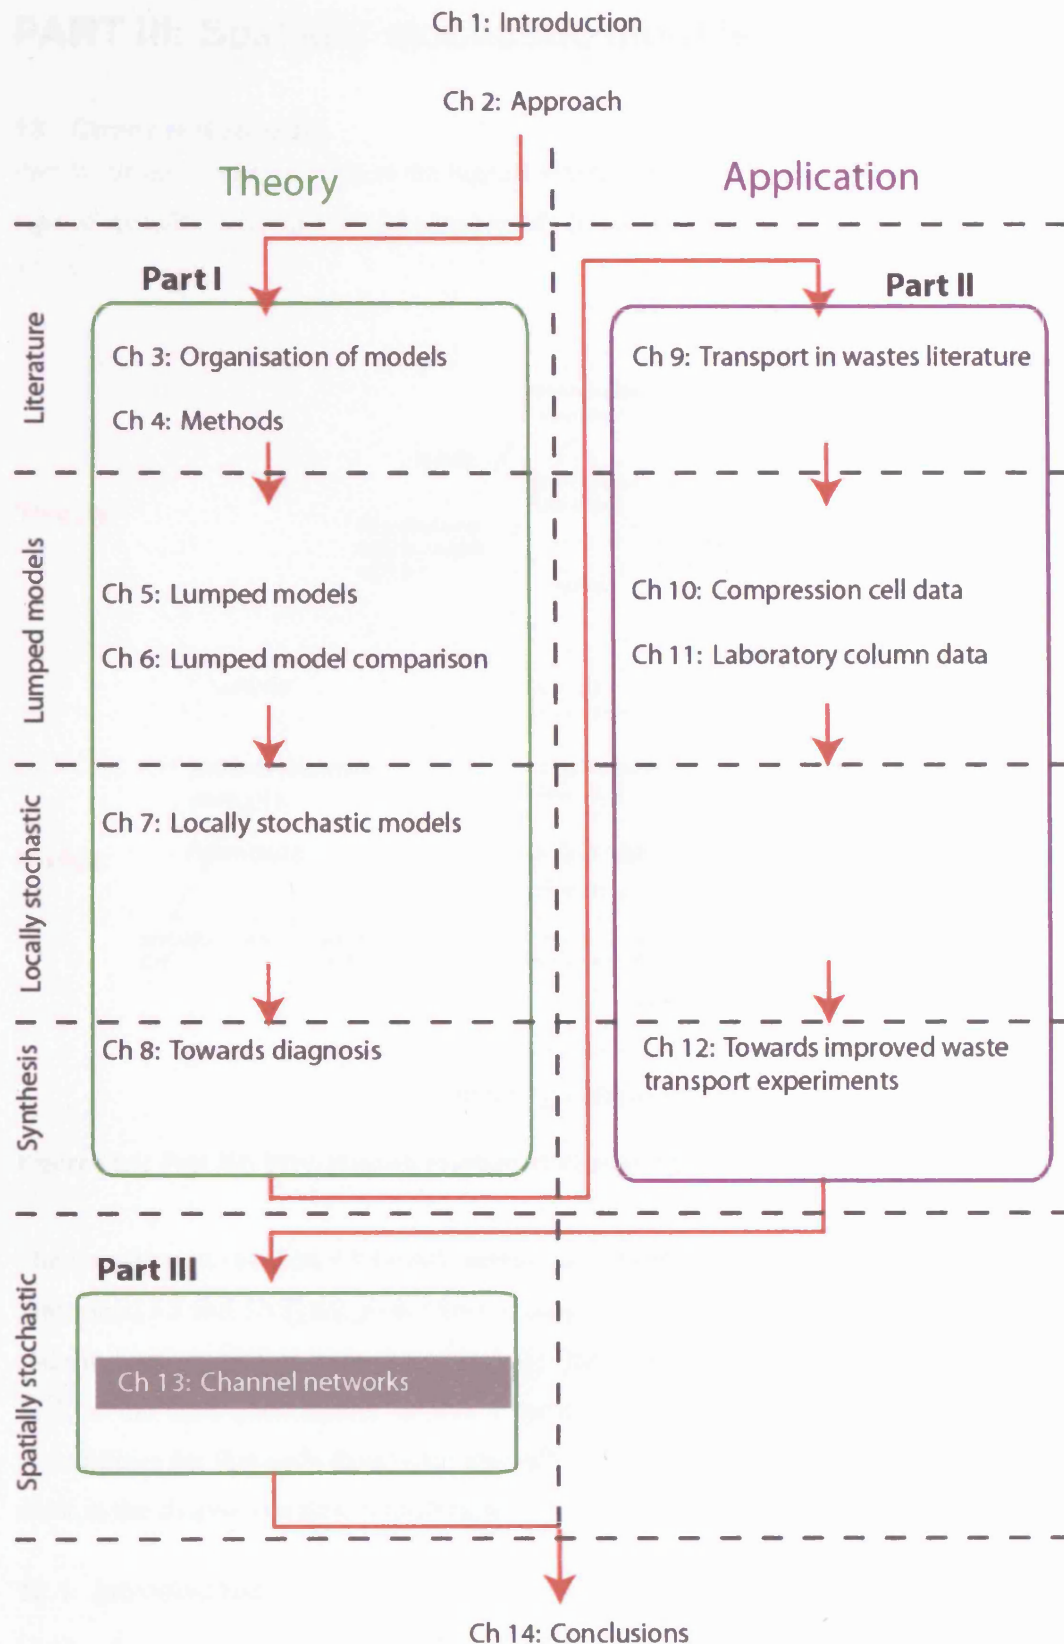 Ch 1: Introduction
Ch 2: Approach
Theory
Application
Part I
Part II
Literature
Ch 3: Organisation of models
Ch 4: Methods
Ch 9: Transport in wastes literature
Lumped models
Ch 5: Lumped models
Ch 6: Lumped model comparison
Ch 10: Compression cell data
Ch 11: Laboratory column data
Locally stochastic
Ch 7: Locally stochastic models
Synthesis
Ch 8: Towards diagnosis
Ch 12: Towards improved waste
transport experiments
Part III
Spatially stochastic
Ch 13: Channel networks
Ch 14: Conclusions